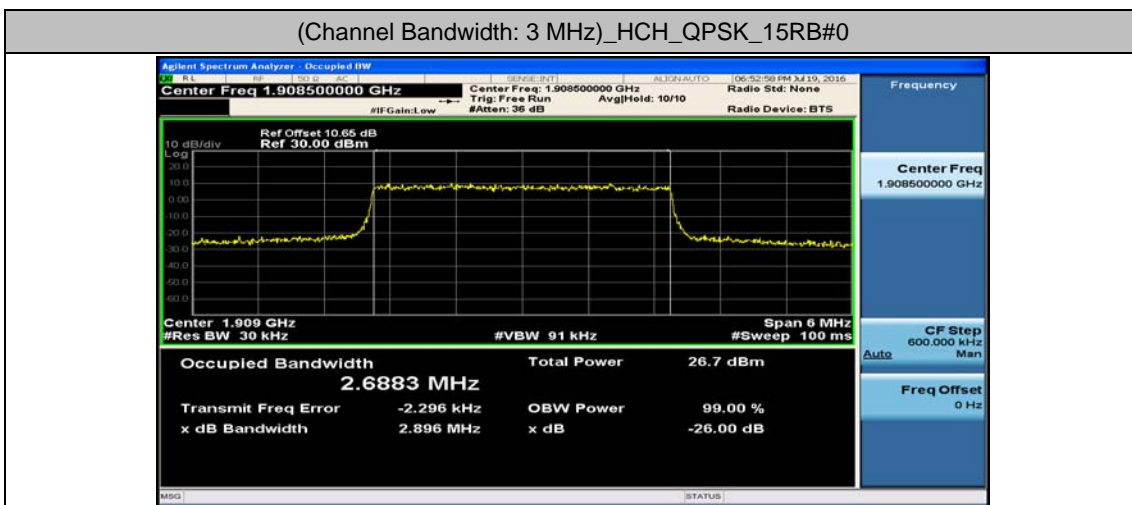 (Channel Bandwidth: 3 MHz)_HCH_QPSK_15RB#0
Agilent Spectrum Analyzer - Occupied BW
RL RF 50 Ω AC SENSE:INT ALIGN AUTO 06:52:58 PM Jul 19, 2016
Center Freq 1.908500000 GHz
Center Freq: 1.908500000 GHz
Radio Std: None
Trig: Free Run Avg|Hold: 10/10
#IFGain:Low #Atten: 36 dB Radio Device: BTS
Ref Offset 10.65 dB
10 dB/div Ref 30.00 dBm
Log
20.0
10.0
0.00
-10.0
-20.0
-30.0
-40.0
-50.0
-60.0
Center 1.909 GHz Span 6 MHz
#Res BW 30 kHz #VBW 91 kHz #Sweep 100 ms
Occupied Bandwidth Total Power 26.7 dBm
2.6883 MHz
Transmit Freq Error -2.296 kHz OBW Power 99.00 %
x dB Bandwidth 2.896 MHz x dB -26.00 dB
MSG STATUS
Frequency
Center Freq
1.908500000 GHz
CF Step
600.000 kHz
Auto Man
Freq Offset
0 Hz